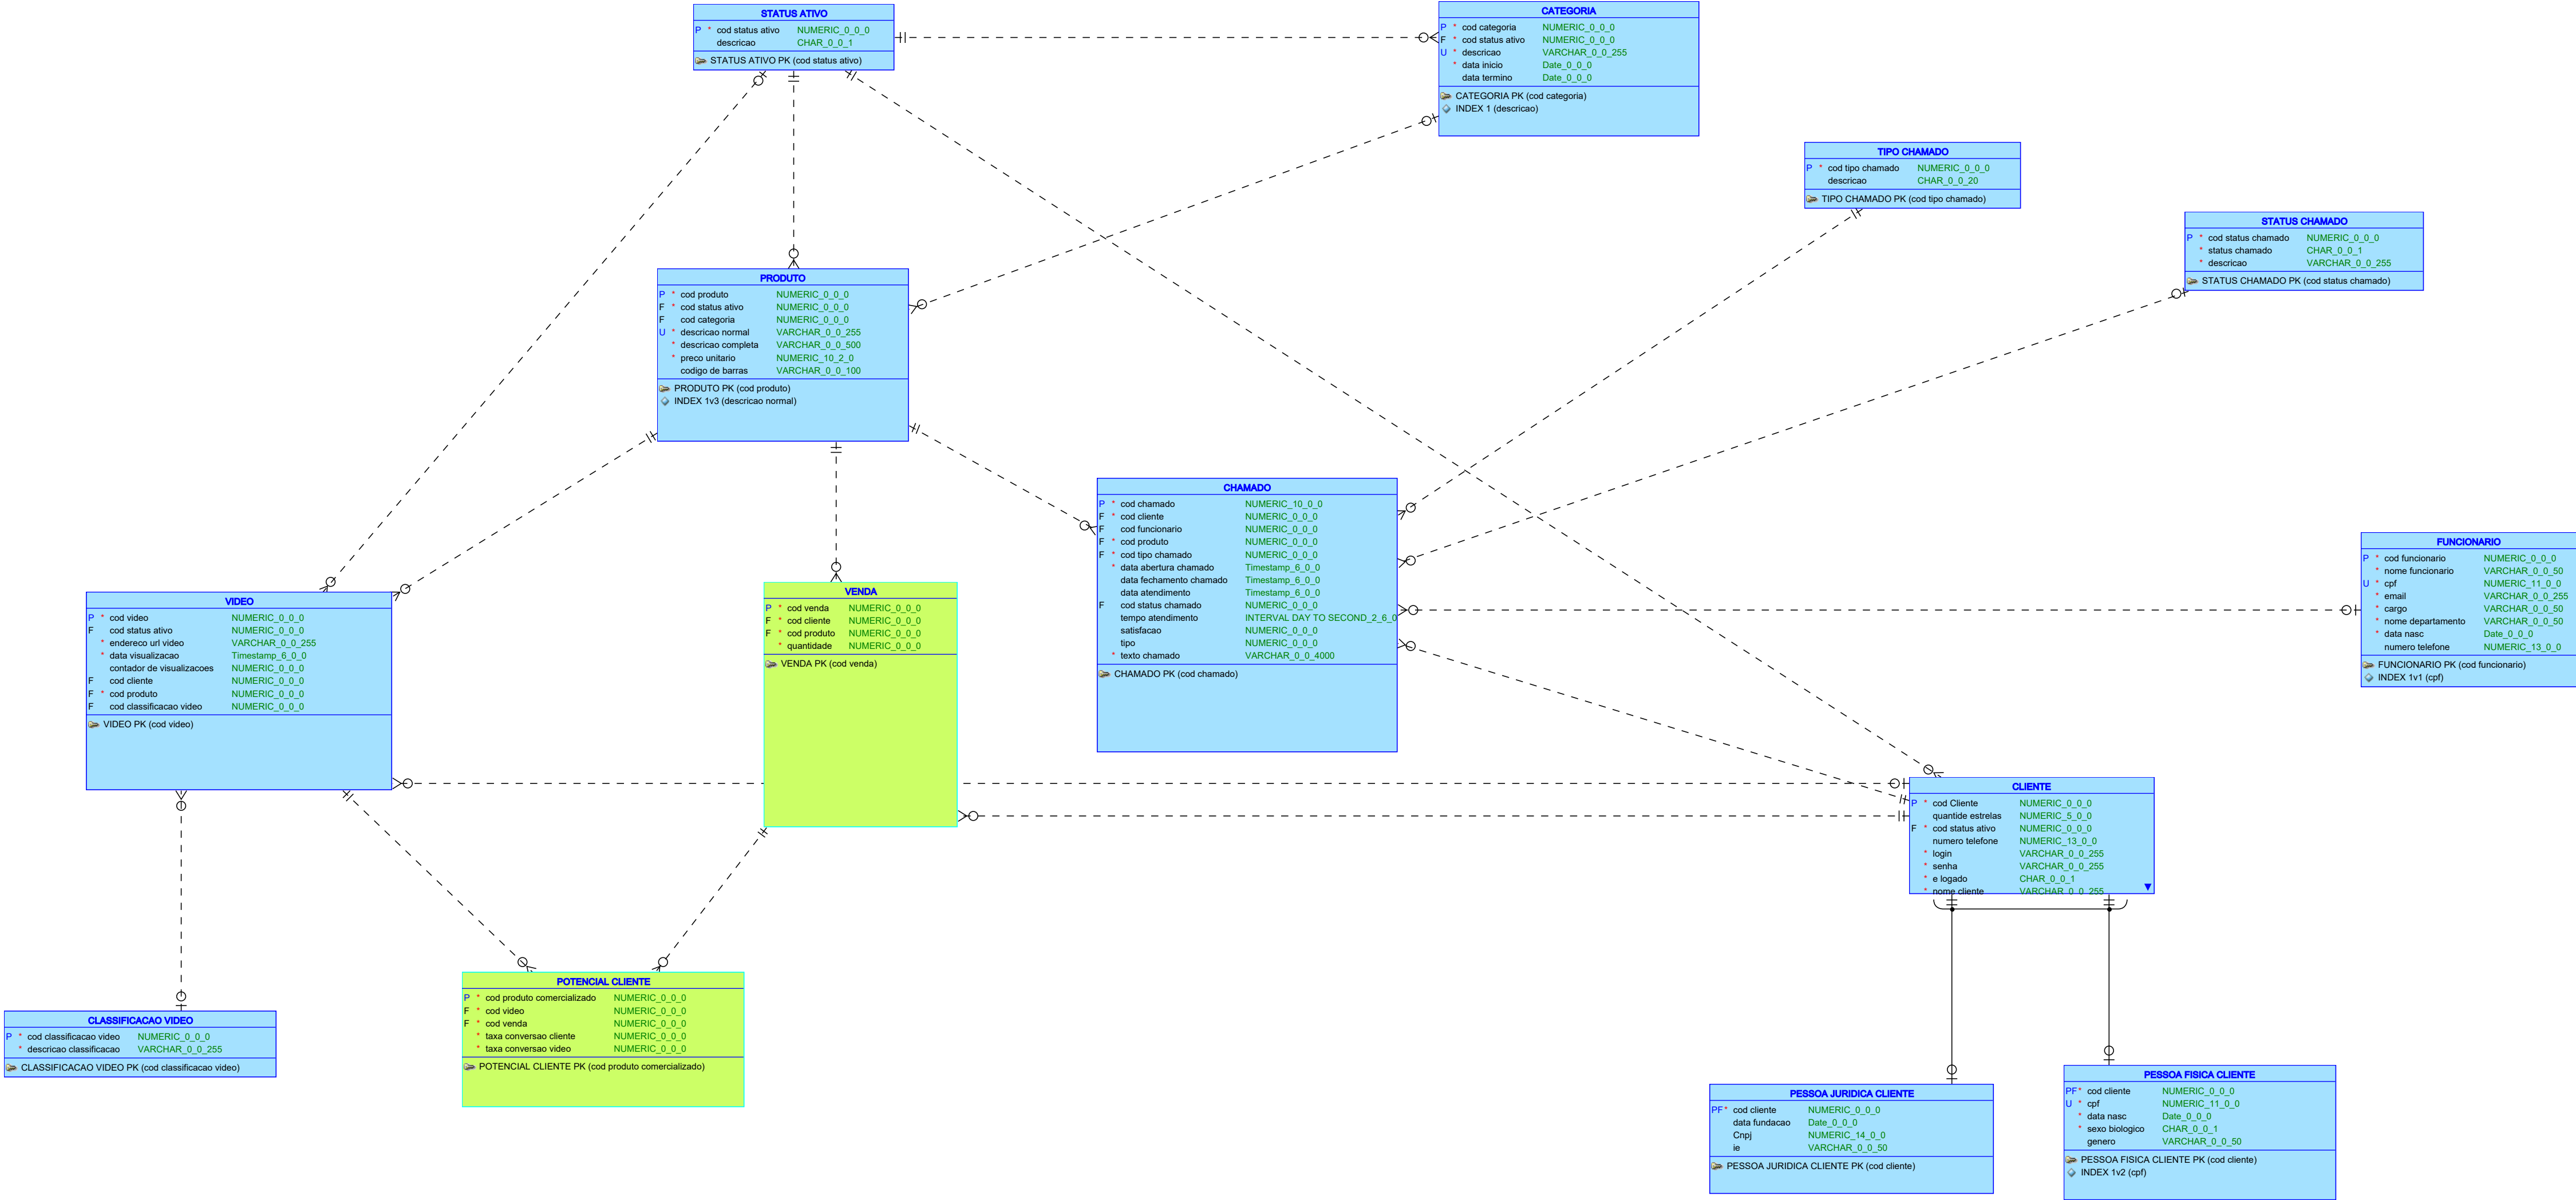 STATUS ATIVO
P * cod status ativo NUMERIC_0_0_0
descricao CHAR_0_0_1
STATUS ATIVO PK (cod status ativo)
CATEGORIA
P * cod categoria NUMERIC_0_0_0
F * cod status ativo NUMERIC_0_0_0
U * descricao VARCHAR_0_0_255
* data inicio Date_0_0_0
data termino Date_0_0_0
CATEGORIA PK (cod categoria)
INDEX 1 (descricao)
TIPO CHAMADO
P * cod tipo chamado NUMERIC_0_0_0
descricao CHAR_0_0_20
TIPO CHAMADO PK (cod tipo chamado)
STATUS CHAMADO
P * cod status chamado NUMERIC_0_0_0
* status chamado CHAR_0_0_1
* descricao VARCHAR_0_0_255
STATUS CHAMADO PK (cod status chamado)
PRODUTO
P * cod produto NUMERIC_0_0_0
F * cod status ativo NUMERIC_0_0_0
F cod categoria NUMERIC_0_0_0
U * descricao normal VARCHAR_0_0_255
* descricao completa VARCHAR_0_0_500
* preco unitario NUMERIC_10_2_0
codigo de barras VARCHAR_0_0_100
PRODUTO PK (cod produto)
INDEX 1v3 (descricao normal)
CHAMADO
P * cod chamado NUMERIC_10_0_0
F * cod cliente NUMERIC_0_0_0
F cod funcionario NUMERIC_0_0_0
F * cod produto NUMERIC_0_0_0
F * cod tipo chamado NUMERIC_0_0_0
* data abertura chamado Timestamp_6_0_0
data fechamento chamado Timestamp_6_0_0
data atendimento Timestamp_6_0_0
F cod status chamado NUMERIC_0_0_0
tempo atendimento INTERVAL DAY TO SECOND_2_6_0
satisfacao NUMERIC_0_0_0
tipo NUMERIC_0_0_0
* texto chamado VARCHAR_0_0_4000
CHAMADO PK (cod chamado)
FUNCIONARIO
P * cod funcionario NUMERIC_0_0_0
* nome funcionario VARCHAR_0_0_50
U * cpf NUMERIC_11_0_0
* email VARCHAR_0_0_255
* cargo VARCHAR_0_0_50
* nome departamento VARCHAR_0_0_50
* data nasc Date_0_0_0
numero telefone NUMERIC_13_0_0
FUNCIONARIO PK (cod funcionario)
INDEX 1v1 (cpf)
VIDEO
P * cod video NUMERIC_0_0_0
F cod status ativo NUMERIC_0_0_0
* endereco url video VARCHAR_0_0_255
* data visualizacao Timestamp_6_0_0
contador de visualizacoes NUMERIC_0_0_0
F cod cliente NUMERIC_0_0_0
F * cod produto NUMERIC_0_0_0
F cod classificacao video NUMERIC_0_0_0
VIDEO PK (cod video)
VENDA
P * cod venda NUMERIC_0_0_0
F * cod cliente NUMERIC_0_0_0
F * cod produto NUMERIC_0_0_0
* quantidade NUMERIC_0_0_0
VENDA PK (cod venda)
CLIENTE
P * cod Cliente NUMERIC_0_0_0
quantide estrelas NUMERIC_5_0_0
F * cod status ativo NUMERIC_0_0_0
numero telefone NUMERIC_13_0_0
* login VARCHAR_0_0_255
* senha VARCHAR_0_0_255
* e logado CHAR_0_0_1
* nome cliente VARCHAR_0_0_255
POTENCIAL CLIENTE
P * cod produto comercializado NUMERIC_0_0_0
F * cod video NUMERIC_0_0_0
F * cod venda NUMERIC_0_0_0
* taxa conversao cliente NUMERIC_0_0_0
* taxa conversao video NUMERIC_0_0_0
POTENCIAL CLIENTE PK (cod produto comercializado)
CLASSIFICACAO VIDEO
P * cod classificacao video NUMERIC_0_0_0
* descricao classificacao VARCHAR_0_0_255
CLASSIFICACAO VIDEO PK (cod classificacao video)
PESSOA JURIDICA CLIENTE
PF * cod cliente NUMERIC_0_0_0
data fundacao Date_0_0_0
Cnpj NUMERIC_14_0_0
ie VARCHAR_0_0_50
PESSOA JURIDICA CLIENTE PK (cod cliente)
PESSOA FISICA CLIENTE
PF * cod cliente NUMERIC_0_0_0
U * cpf NUMERIC_11_0_0
* data nasc Date_0_0_0
* sexo biologico CHAR_0_0_1
genero VARCHAR_0_0_50
PESSOA FISICA CLIENTE PK (cod cliente)
INDEX 1v2 (cpf)